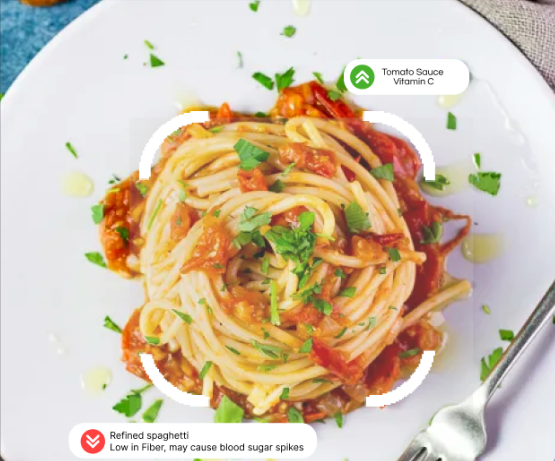 Tomato Sauce
Vitamin C
Refined spaghetti
Low in Fiber, may cause blood sugar spikes